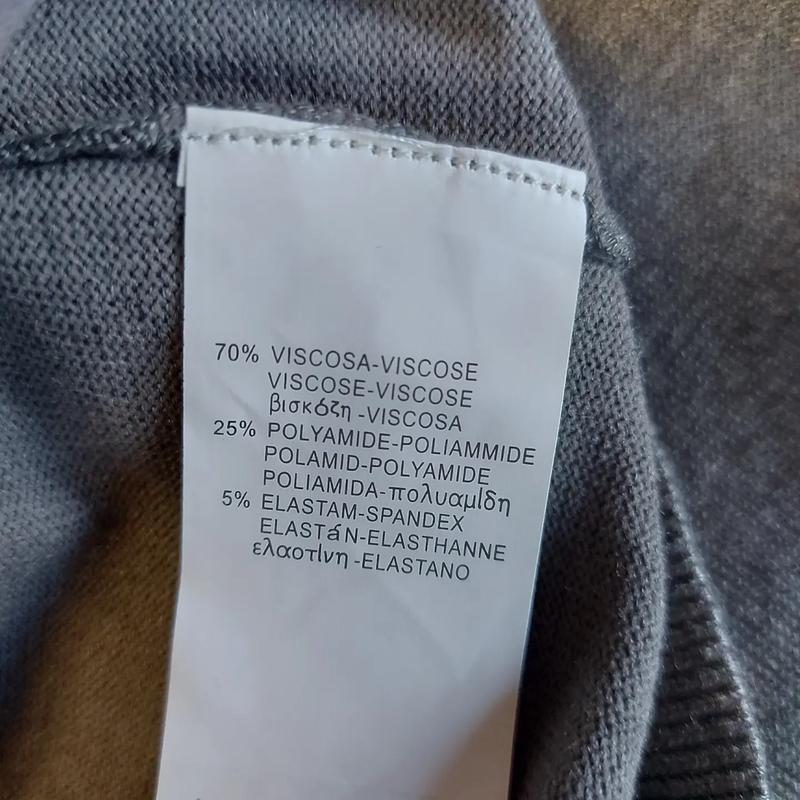 70% VISCOSA-VISCOSE
VISCOSE-VISCOSE
βισκόζη -VISCOSA
25% POLYAMIDE-POLIAMMIDE
POLAMID-POLYAMIDE
POLIAMIDA-πολυαμίδη
5% ELASTAM-SPANDEX
ELASTáN-ELASTHANNE
ελαοτίνη -ELASTANO